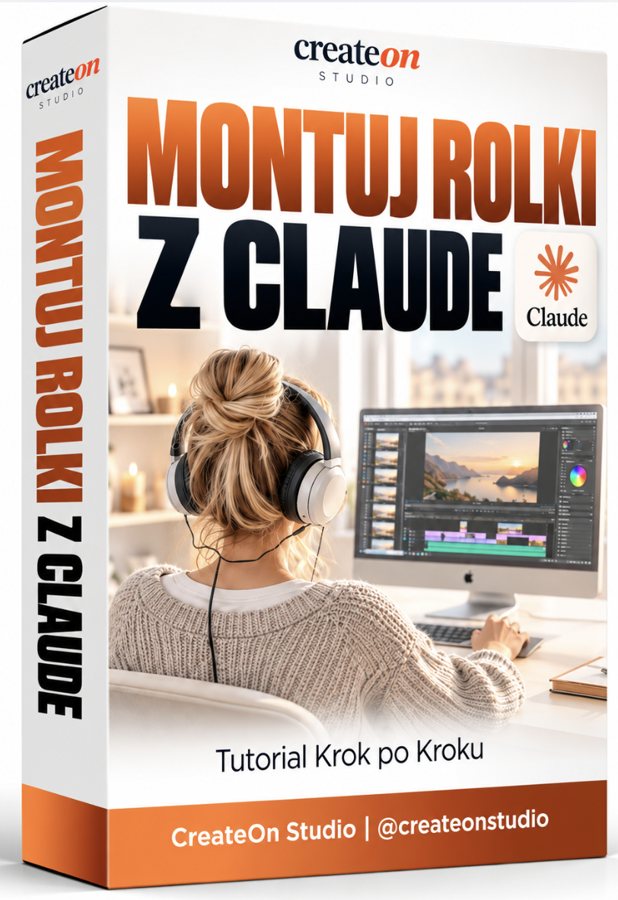 createon
STUDIO
MONTUJ ROLKI
Z CLAUDE
Claude
Tutorial Krok po Kroku
CreateOn Studio | @createonstudio
createon
STUDIO
MONTUJ ROLKI Z CLAUDE